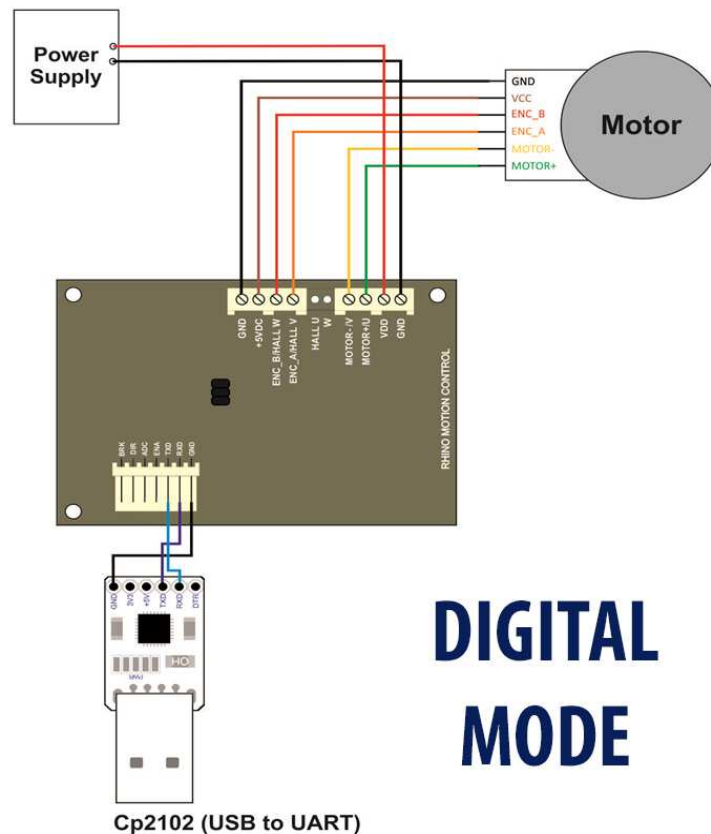 Power
Supply
GND
VCC
ENC_B
ENC_A
MOTOR-
MOTOR+
Motor
GND
+5VDC
ENC_B/HALL W
ENC_A/HALL V
HALL U
W
MOTOR-/V
MOTOR+/U
VDD
GND
RHINO MOTION CONTROL
BRK
DIR
ADC
ENA
TXD
RXD
GND
GND
3V3
+5V
TXD
RXD
DTR
HO
PWR
DIGITAL
MODE
Cp2102 (USB to UART)